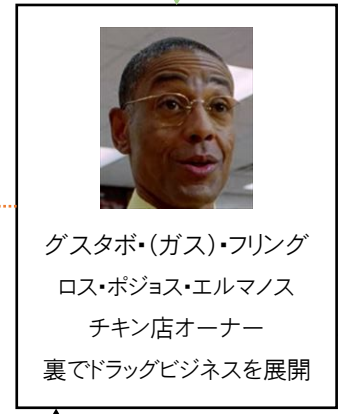 グスタボ・(ガス)・フリング
ロス・ポジョス・エルマノス
チキン店オーナー
裏でドラッグビジネスを展開